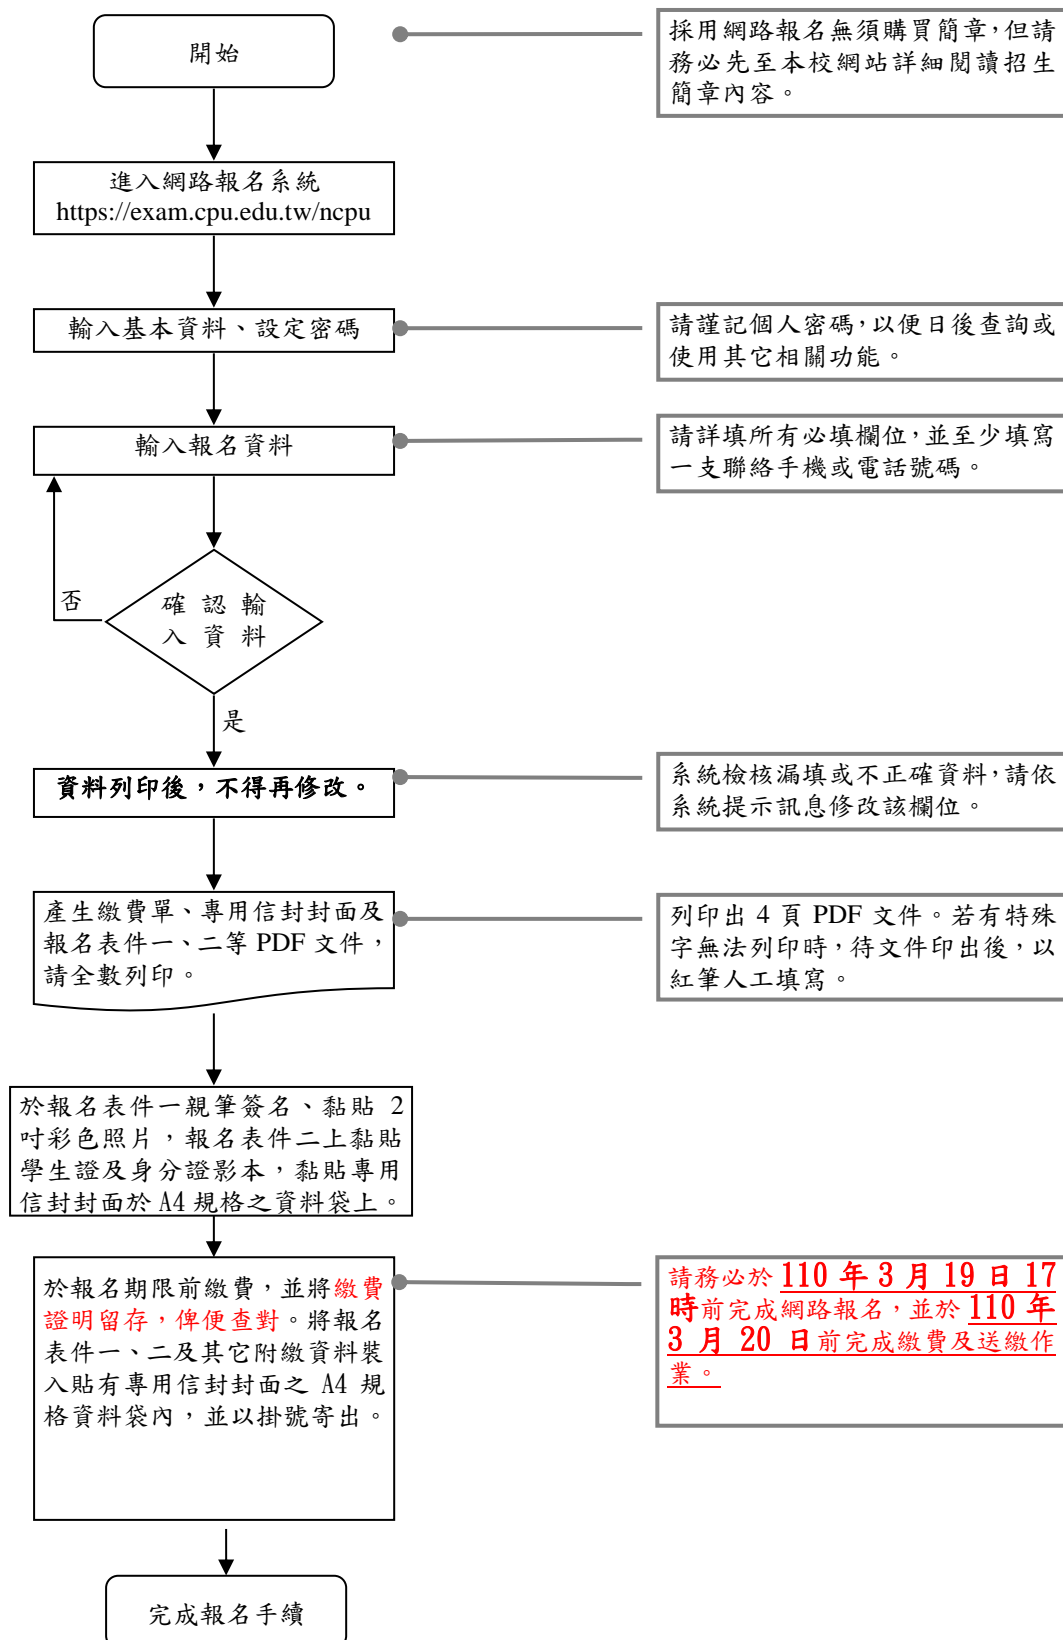 開始
採用網路報名無須購買簡章，但請
務必先至本校網站詳細閱讀招生
簡章內容。
進入網路報名系統
https://exam.cpu.edu.tw/ncpu
輸入基本資料、設定密碼
請謹記個人密碼，以便日後查詢或
使用其它相關功能。
輸入報名資料
請詳填所有必填欄位，並至少填寫
一支聯絡手機或電話號碼。
否
確認輸
入資料
是
資料列印後，不得再修改。
系統檢核漏填或不正確資料，請依
系統提示訊息修改該欄位。
產生繳費單、專用信封封面及
報名表件一、二等 PDF 文件，
請全數列印。
列印出 4 頁 PDF 文件。若有特殊
字無法列印時，待文件印出後，以
紅筆人工填寫。
於報名表件一親筆簽名、黏貼 2
吋彩色照片，報名表件二上黏貼
學生證及身分證影本，黏貼專用
信封封面於 A4 規格之資料袋上。
於報名期限前繳費，並將繳費
證明留存，俾便查對。將報名
表件一、二及其它附繳資料裝
入貼有專用信封封面之 A4 規
格資料袋內，並以掛號寄出。
請務必於 110 年 3 月 19 日 17
時前完成網路報名，並於 110 年
3 月 20 日前完成繳費及送繳作
業。
完成報名手續